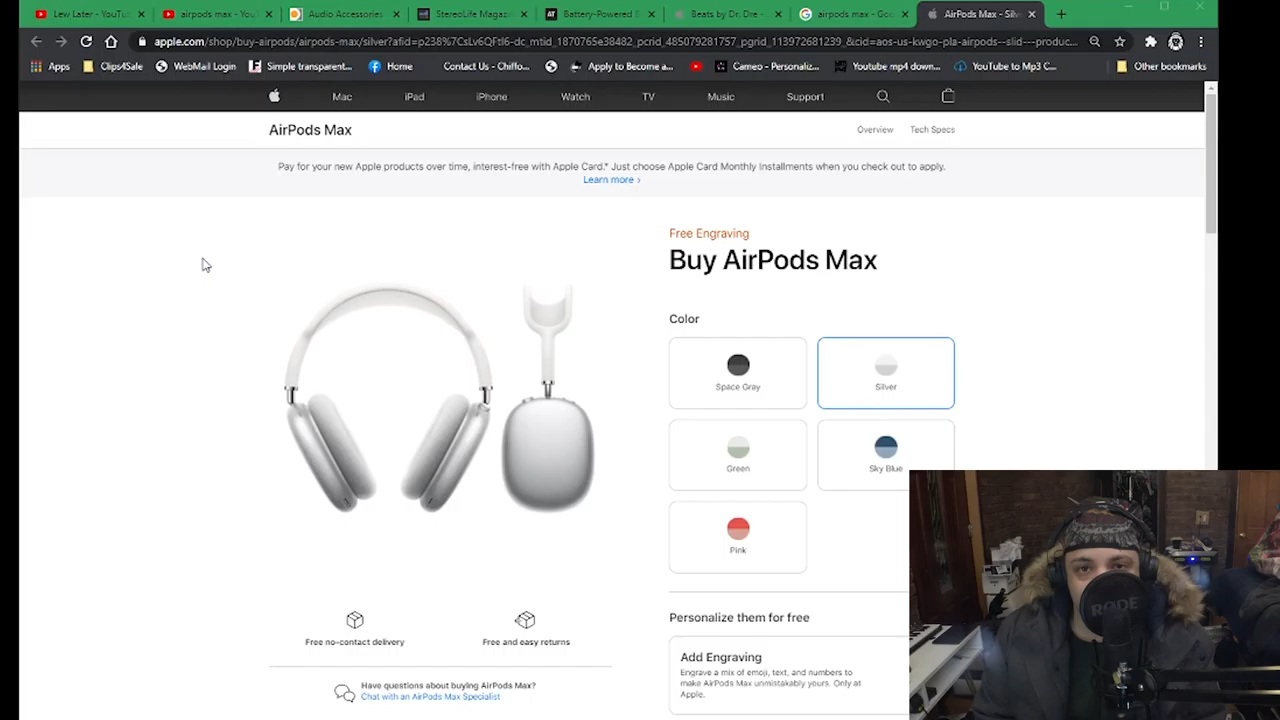 Lew Later - YouTu
airpods max - You
Audio Accessories
StereoLife Magazi
Battery-Powered
Beats by Dr. Dre -
airpods max - Goo
AirPods Max - Silv
apple.com/shop/buy-airpods/airpods-max/silver?afid=p238%7CsLv6QFtI6-dc_mtid_1870765e38482_pcrid_485079281757_pgrid_113972681239_&cid=aos-us-kwgo-pla-airpods--slid---produc...
Apps
Clips4Sale
WebMail Login
Simple transparent...
Home
Contact Us - Chiffo...
Apply to Become a...
Cameo - Personaliz...
Youtube mp4 down...
YouTube to Mp3 C...
Other bookmarks
Mac
iPad
iPhone
Watch
TV
Music
Support
AirPods Max
Overview
Tech Specs
Pay for your new Apple products over time, interest-free with Apple Card.* Just choose Apple Card Monthly Installments when you check out to apply.
Learn more ›
Free Engraving
Buy AirPods Max
Color
Space Gray
Silver
Green
Sky Blue
Pink
Free no-contact delivery
Free and easy returns
Have questions about buying AirPods Max?
Chat with an AirPods Max Specialist
Personalize them for free
Add Engraving
Engrave a mix of emoji, text, and numbers to
make AirPods Max unmistakably yours. Only at
Apple.
RODE